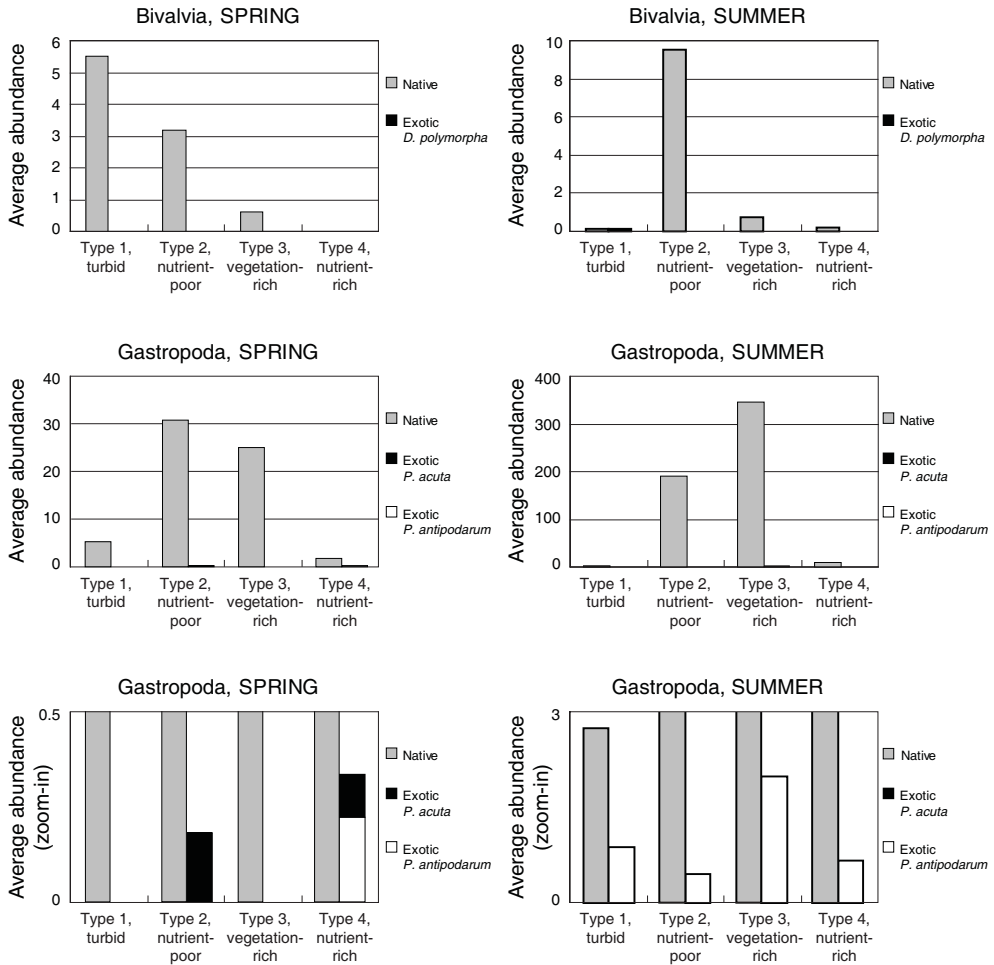 Bivalvia, SPRING
Average abundance
6
5
4
3
2
1
0
Type 1, turbid
Type 2, nutrient-poor
Type 3, vegetation-rich
Type 4, nutrient-rich
Native
Exotic
D. polymorpha
Bivalvia, SUMMER
Average abundance
10
8
6
4
2
0
Type 1, turbid
Type 2, nutrient-poor
Type 3, vegetation-rich
Type 4, nutrient-rich
Native
Exotic
D. polymorpha
Gastropoda, SPRING
Average abundance
40
30
20
10
0
Type 1, turbid
Type 2, nutrient-poor
Type 3, vegetation-rich
Type 4, nutrient-rich
Native
Exotic
P. acuta
Exotic
P. antipodarum
Gastropoda, SUMMER
Average abundance
400
300
200
100
0
Type 1, turbid
Type 2, nutrient-poor
Type 3, vegetation-rich
Type 4, nutrient-rich
Native
Exotic
P. acuta
Exotic
P. antipodarum
Gastropoda, SPRING
Average abundance
(zoom-in)
0.5
0
Type 1, turbid
Type 2, nutrient-poor
Type 3, vegetation-rich
Type 4, nutrient-rich
Native
Exotic
P. acuta
Exotic
P. antipodarum
Gastropoda, SUMMER
Average abundance
(zoom-in)
3
0
Type 1, turbid
Type 2, nutrient-poor
Type 3, vegetation-rich
Type 4, nutrient-rich
Native
Exotic
P. acuta
Exotic
P. antipodarum